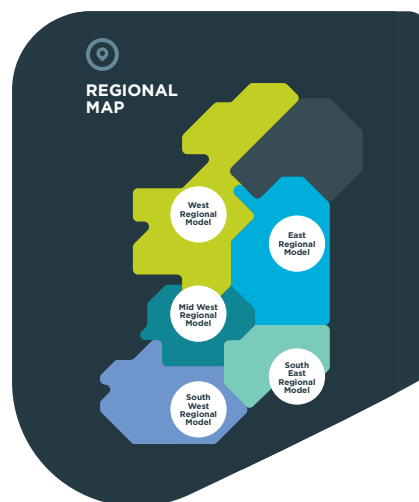 REGIONAL
MAP
West
Regional
Model
East
Regional
Model
Mid West
Regional
Model
South
East
Regional
Model
South
West
Regional
Model